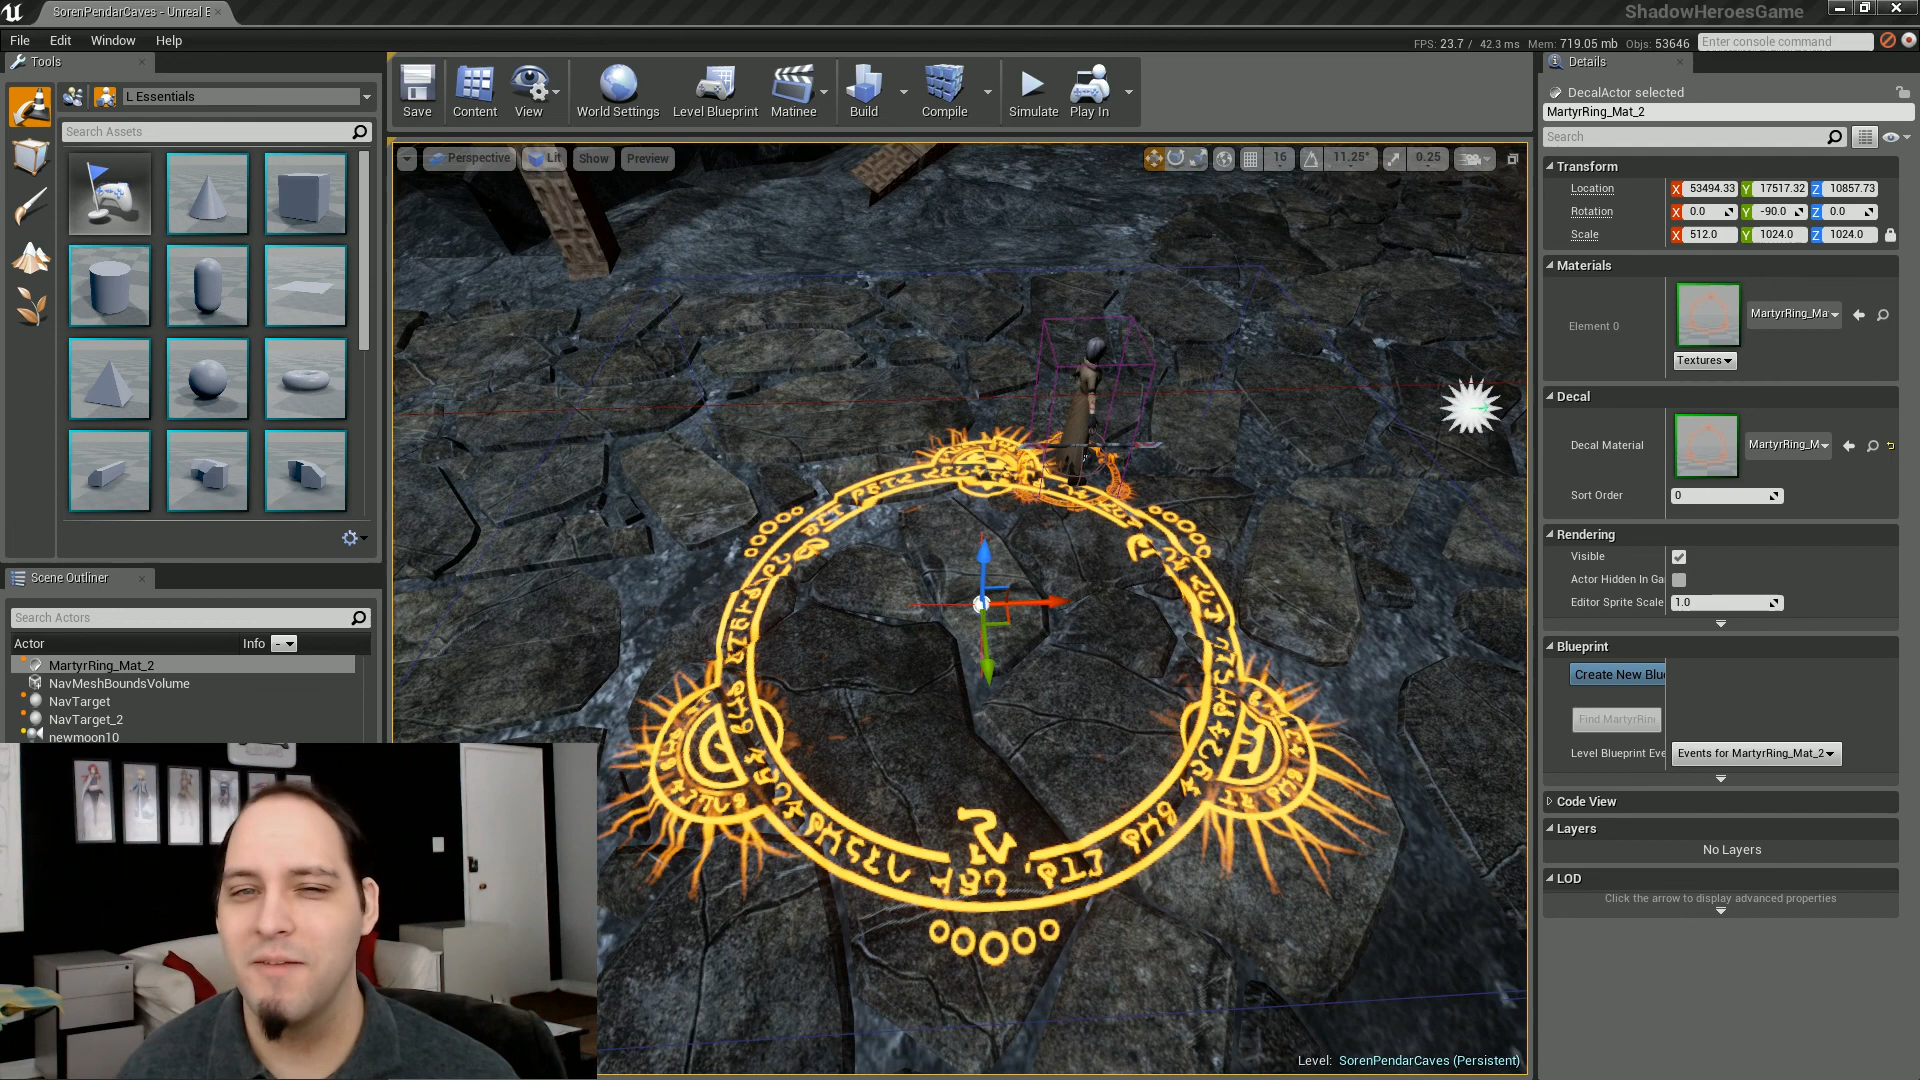 SorenPendarCaves - Unreal E
ShadowHeroesGame
File Edit Window Help
FPS: 23.7 / 42.3 ms Mem: 719.05 mb Objs: 53646 Enter console command
Tools
L Essentials
Search Assets
Save Content View World Settings Level Blueprint Matinee Build Compile Simulate Play In
Perspective Lit Show Preview 16 11.25° 0.25
Scene Outliner
Search Actors
Actor Info -
MartyrRing_Mat_2
NavMeshBoundsVolume
NavTarget
NavTarget_2
newmoon10
Level: SorenPendarCaves (Persistent)
Details
DecalActor selected
MartyrRing_Mat_2
Search
Transform
Location X 53494.33 Y 17517.32 Z 10857.73
Rotation X 0.0 Y -90.0 Z 0.0
Scale X 512.0 Y 1024.0 Z 1024.0
Materials
Element 0 MartyrRing_Ma
Textures
Decal
Decal Material MartyrRing_M
Sort Order 0
Rendering
Visible
Actor Hidden In Ga
Editor Sprite Scale 1.0
Blueprint
Create New Blu
Find MartyrRin
Level Blueprint Eve Events for MartyrRing_Mat_2
Code View
Layers
No Layers
LOD
Click the arrow to display advanced properties